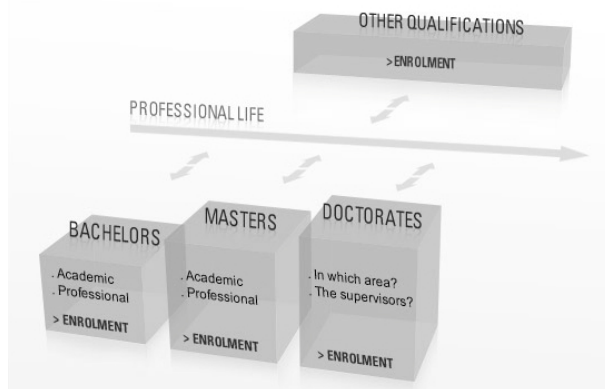 OTHER QUALIFICATIONS
> ENROLMENT
PROFESSIONAL LIFE
BACHELORS
. Academic
. Professional
> ENROLMENT
MASTERS
. Academic
. Professional
> ENROLMENT
DOCTORATES
. In which area?
. The supervisors?
> ENROLMENT